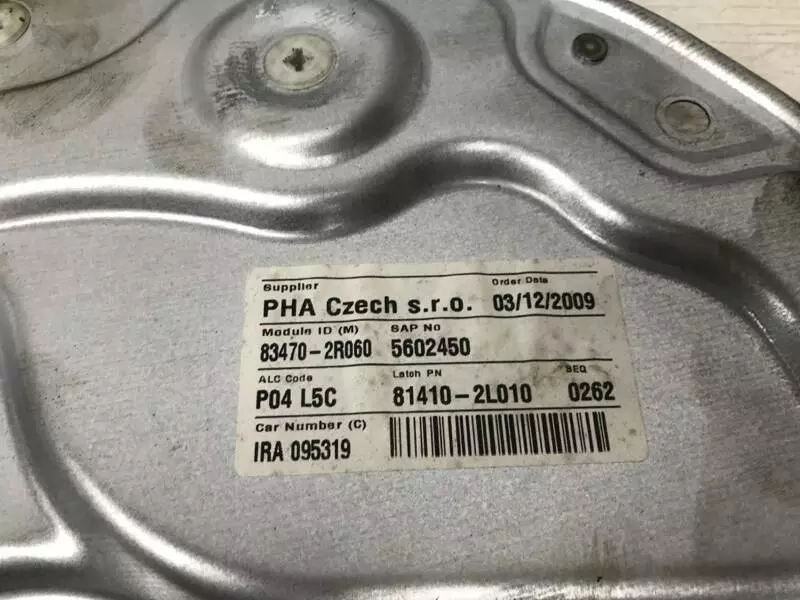 Supplier Order Date
PHA Czech s.r.o. 03/12/2009
Module ID (M) SAP No
83470-2R060 5602450
ALC Code Latch PN SEQ
P04 L5C 81410-2L010 0262
Car Number (C)
IRA 095319